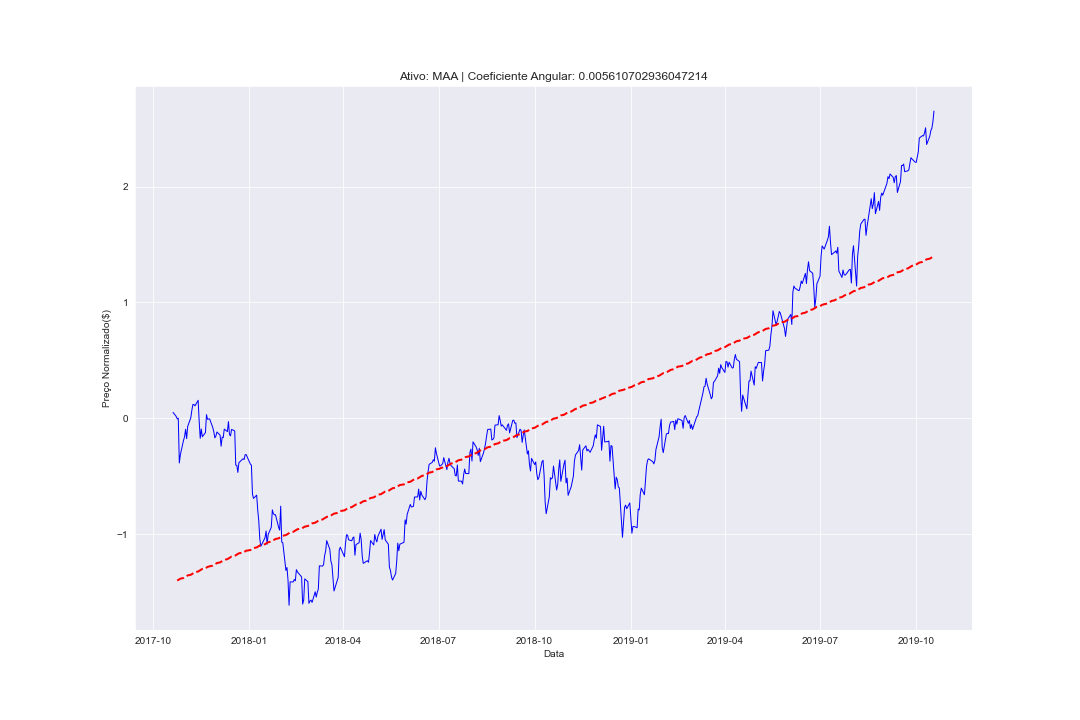 Ativo: MAA | Coeficiente Angular: 0.005610702936047214
Preço Normalizado($)
2
1
0
−1
2017-10 2018-01 2018-04 2018-07 2018-10 2019-01 2019-04 2019-07 2019-10
Data